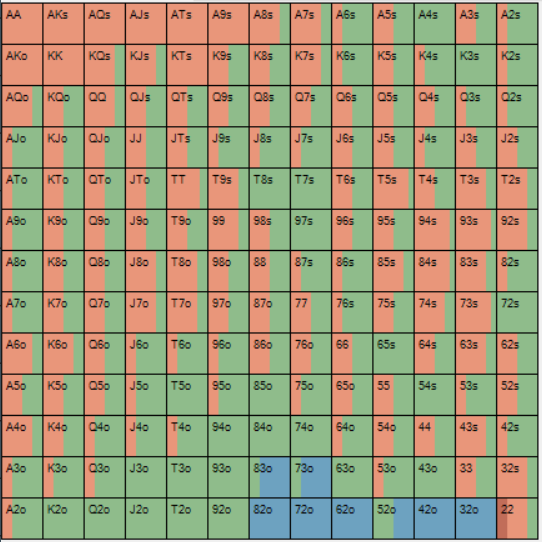 AA AKs AQs AJs ATs A9s A8s A7s A6s A5s A4s A3s A2s
AKo KK KQs KJs KTs K9s K8s K7s K6s K5s K4s K3s K2s
AQo KQo QQ QJs QTs Q9s Q8s Q7s Q6s Q5s Q4s Q3s Q2s
AJo KJo QJo JJ JTs J9s J8s J7s J6s J5s J4s J3s J2s
ATo KTo QTo JTo TT T9s T8s T7s T6s T5s T4s T3s T2s
A9o K9o Q9o J9o T9o 99 98s 97s 96s 95s 94s 93s 92s
A8o K8o Q8o J8o T8o 98o 88 87s 86s 85s 84s 83s 82s
A7o K7o Q7o J7o T7o 97o 87o 77 76s 75s 74s 73s 72s
A6o K6o Q6o J6o T6o 96o 86o 76o 66 65s 64s 63s 62s
A5o K5o Q5o J5o T5o 95o 85o 75o 65o 55 54s 53s 52s
A4o K4o Q4o J4o T4o 94o 84o 74o 64o 54o 44 43s 42s
A3o K3o Q3o J3o T3o 93o 83o 73o 63o 53o 43o 33 32s
A2o K2o Q2o J2o T2o 92o 82o 72o 62o 52o 42o 32o 22